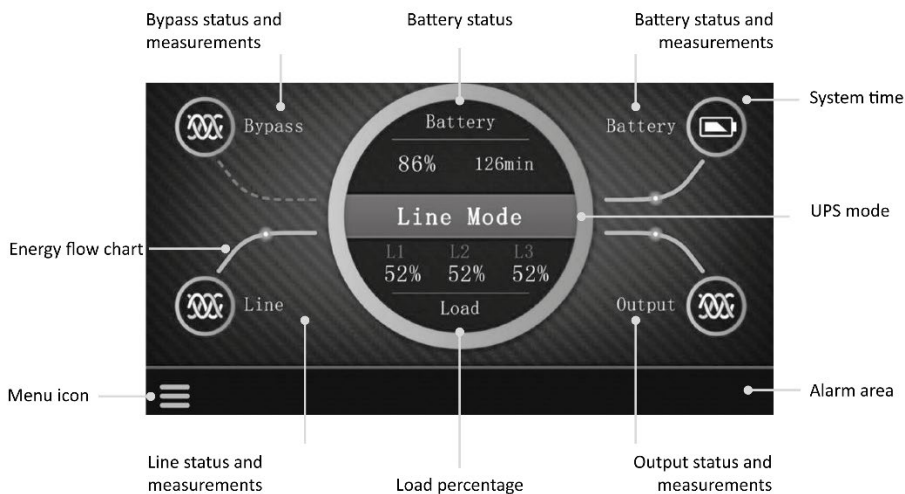 Bypass status and
measurements
Battery status
Battery status and
measurements
System time
Bypass
Battery
Battery
86% 126min
Line Mode
UPS mode
Energy flow chart
L1 L2 L3
52% 52% 52%
Line
Load
Output
Menu icon
Alarm area
Line status and
measurements
Load percentage
Output status and
measurements